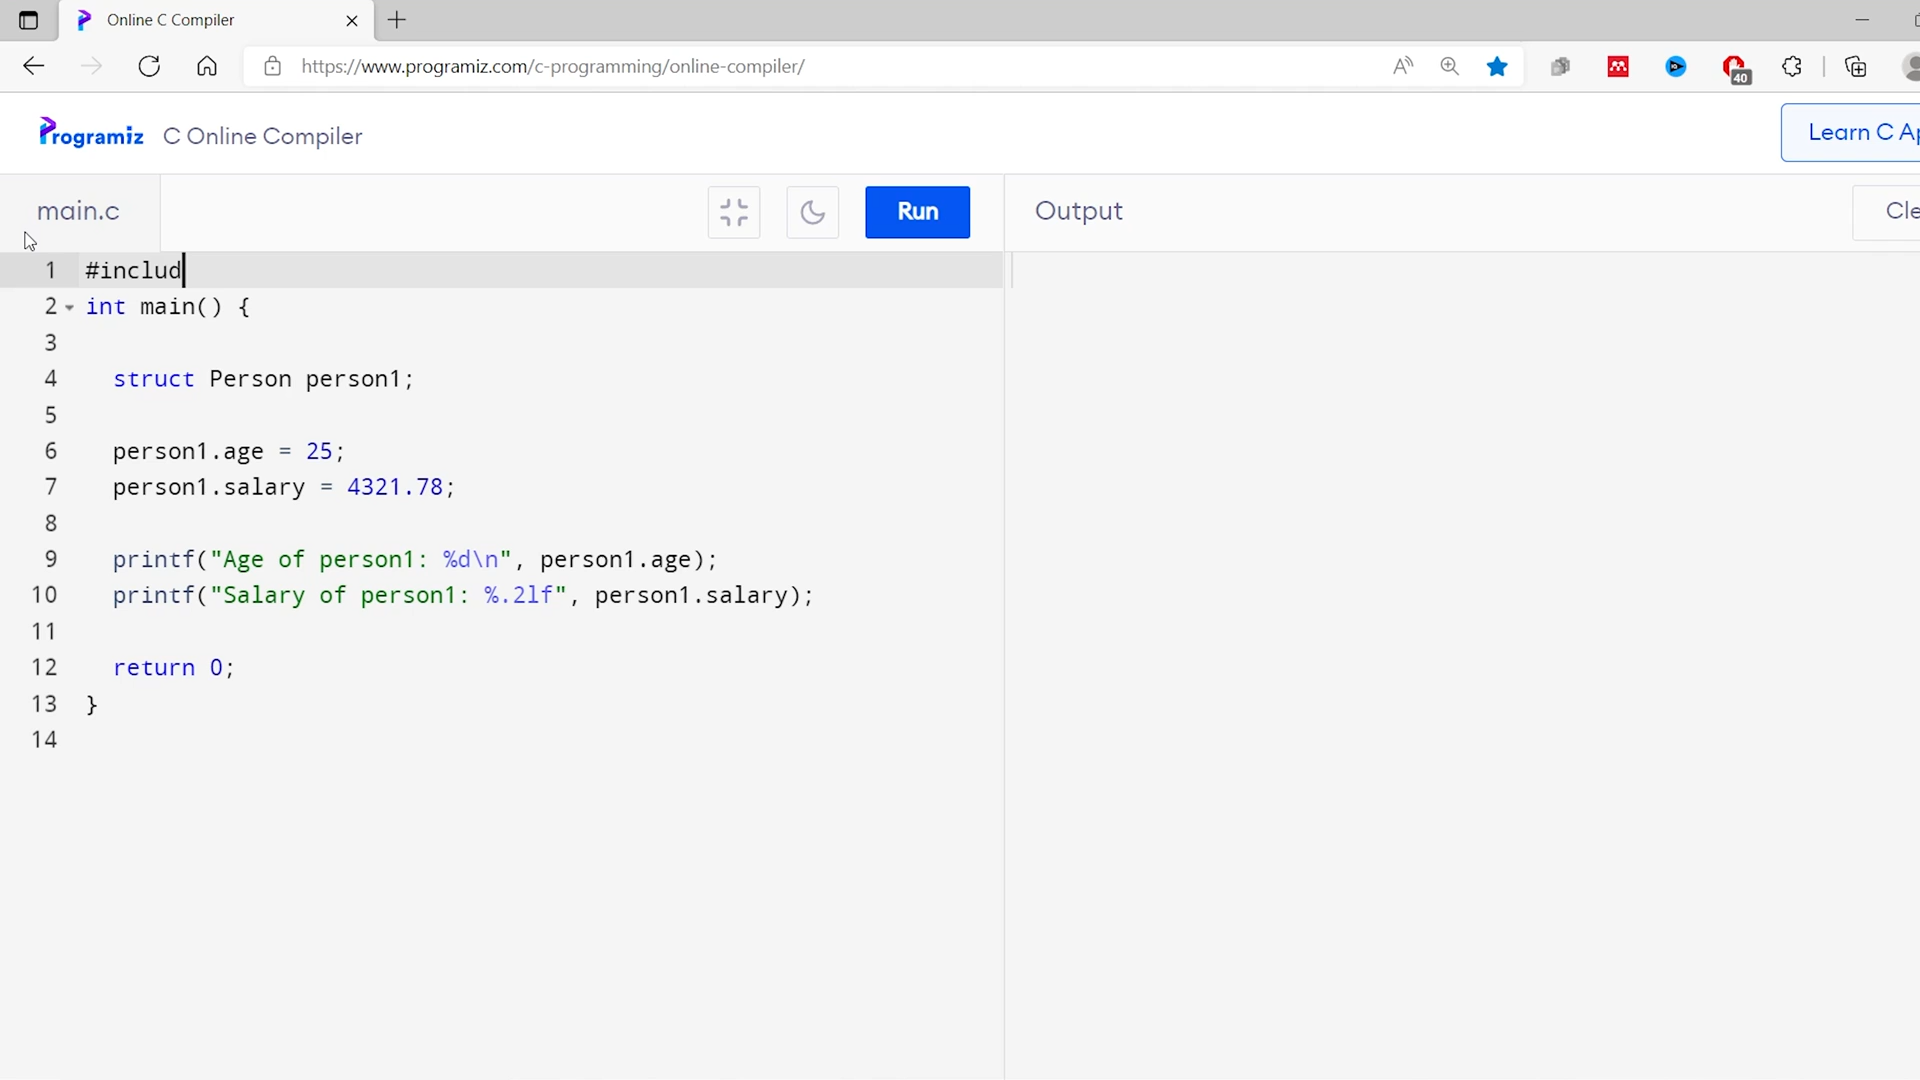 Online C Compiler
https://www.programiz.com/c-programming/online-compiler/
40
Programiz C Online Compiler
Learn C Ap
main.c
Run
Output
Cle
1 #includ
2 int main() {
3
4 struct Person person1;
5
6 person1.age = 25;
7 person1.salary = 4321.78;
8
9 printf("Age of person1: %d\n", person1.age);
10 printf("Salary of person1: %.2lf", person1.salary);
11
12 return 0;
13 }
14